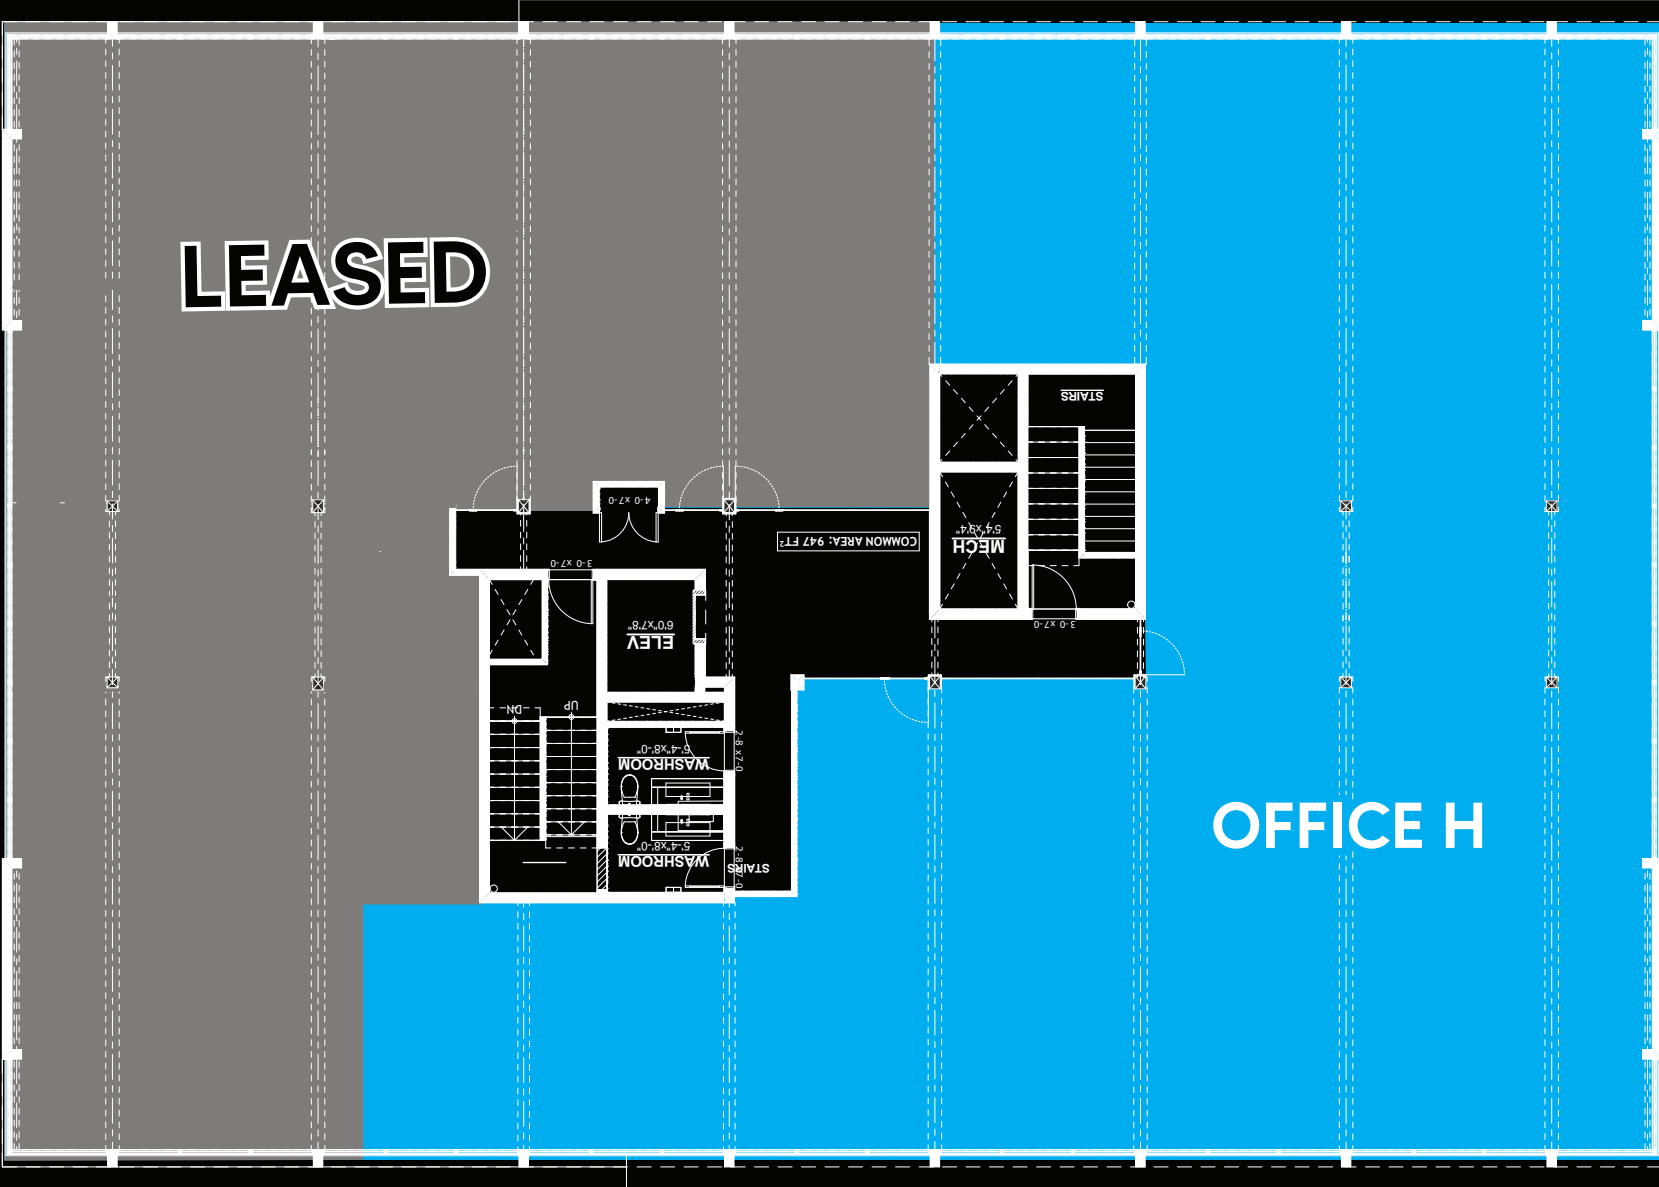 LEASED
STAIRS
4-0 x7-0
COMMON AREA: 947 FT²
5'4"x9'4"
MECH
3-0 x7-0
6'0"x7'8"
ELEV
3-0 x7-0
DN
UP
5'-4"x8'-0"
WASHROOM
2-8 x7-0
OFFICE H
5'-4"x8'-0"
WASHROOM
2-8 x7-0
STAIRS